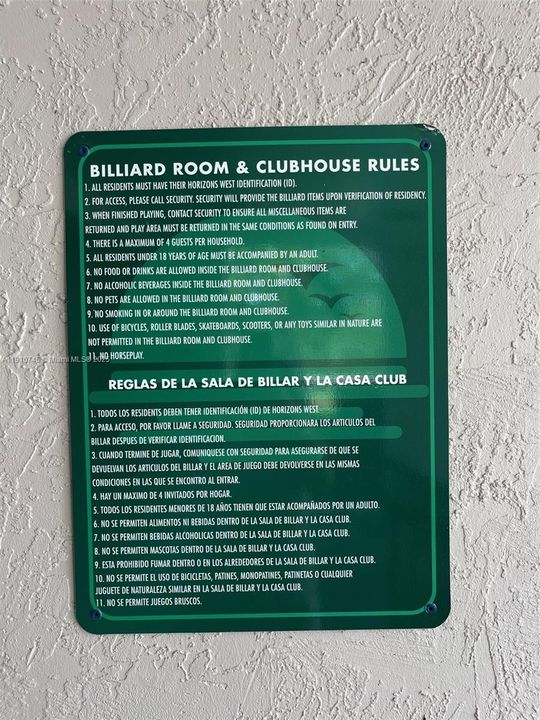 BILLIARD ROOM & CLUBHOUSE RULES
1. ALL RESIDENTS MUST HAVE THEIR HORIZONS WEST IDENTIFICATION (ID).
2. FOR ACCESS, PLEASE CALL SECURITY. SECURITY WILL PROVIDE THE BILLIARD ITEMS UPON VERIFICATION OF RESIDENCY.
3. WHEN FINISHED PLAYING, CONTACT SECURITY TO ENSURE ALL MISCELLANEOUS ITEMS ARE
RETURNED AND PLAY AREA MUST BE RETURNED IN THE SAME CONDITIONS AS FOUND ON ENTRY.
4. THERE IS A MAXIMUM OF 4 GUESTS PER HOUSEHOLD.
5. ALL RESIDENTS UNDER 18 YEARS OF AGE MUST BE ACCOMPANIED BY AN ADULT.
6. NO FOOD OR DRINKS ARE ALLOWED INSIDE THE BILLIARD ROOM AND CLUBHOUSE.
7. NO ALCOHOLIC BEVERAGES INSIDE THE BILLIARD ROOM AND CLUBHOUSE.
8. NO PETS ARE ALLOWED IN THE BILLIARD ROOM AND CLUBHOUSE.
9. NO SMOKING IN OR AROUND THE BILLIARD ROOM AND CLUBHOUSE.
10. USE OF BICYCLES, ROLLER BLADES, SKATEBOARDS, SCOOTERS, OR ANY TOYS SIMILAR IN NATURE ARE
NOT PERMITTED IN THE BILLIARD ROOM AND CLUBHOUSE.
11. NO HORSEPLAY.
REGLAS DE LA SALA DE BILLAR Y LA CASA CLUB
1. TODOS LOS RESIDENTS DEBEN TENER IDENTIFICACIÓN (ID) DE HORIZONS WEST.
2. PARA ACCESO, POR FAVOR LLAME A SEGURIDAD. SEGURIDAD PROPORCIONARA LOS ARTICULOS DEL
BILLAR DESPUES DE VERIFICAR IDENTIFICACION.
3. CUANDO TERMINE DE JUGAR, COMUNIQUESE CON SEGURIDAD PARA ASEGURARSE DE QUE SE
DEVUELVAN LOS ARTICULOS DEL BILLAR Y EL AREA DE JUEGO DEBE DEVOLVERSE EN LAS MISMAS
CONDICIONES EN LAS QUE SE ENCONTRO AL ENTRAR.
4. HAY UN MAXIMO DE 4 INVITADOS POR HOGAR.
5. TODOS LOS RESIDENTES MENORES DE 18 AÑOS TIENEN QUE ESTAR ACOMPAÑADOS POR UN ADULTO.
6. NO SE PERMITEN ALIMENTOS NI BEBIDAS DENTRO DE LA SALA DE BILLAR Y LA CASA CLUB.
7. NO SE PERMITEN BEBIDAS ALCOHOLICAS DENTRO DE LA SALA DE BILLAR Y LA CASA CLUB.
8. NO SE PERMITEN MASCOTAS DENTRO DE LA SALA DE BILLAR Y LA CASA CLUB.
9. ESTA PROHIBIDO FUMAR DENTRO O EN LOS ALREDEDORES DE LA SALA DE BILLAR Y LA CASA CLUB.
10. NO SE PERMITE EL USO DE BICICLETAS, PATINES, MONOPATINES, PATINETAS O CUALQUIER
JUGUETE DE NATURALEZA SIMILAR EN LA SALA DE BILLAR Y LA CASA CLUB.
11. NO SE PERMITE JUEGOS BRUSCOS.
Miami MLS® 2025